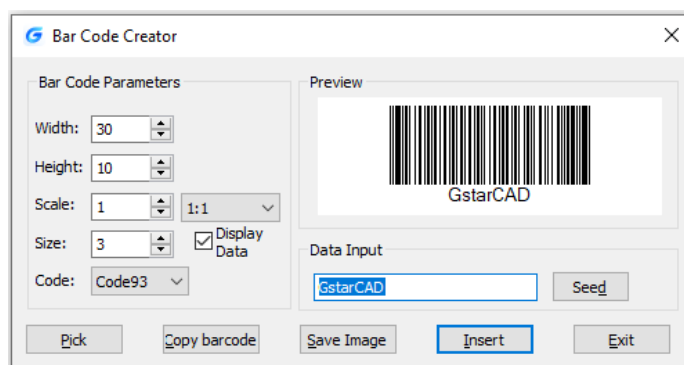 Bar Code Creator
Bar Code Parameters
Width: 30
Height: 10
Scale: 1 1:1
Size: 3 Display Data
Code: Code93
Preview
GstarCAD
Data Input
GstarCAD Seed
Pick Copy barcode Save Image Insert Exit